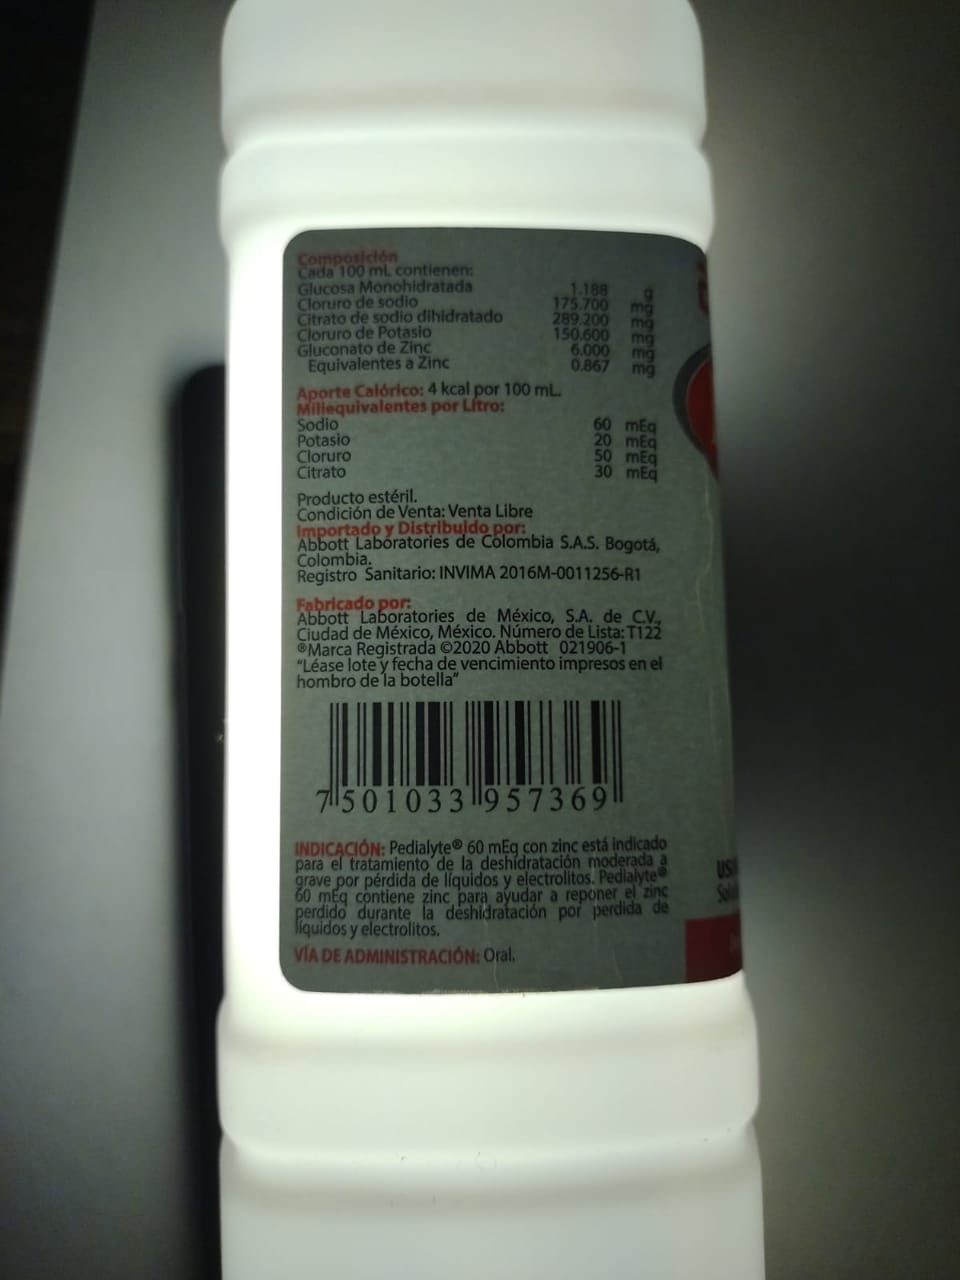 Composición
Cada 100 mL contienen:
Glucosa Monohidratada 1.188 g
Cloruro de sodio 175.700 mg
Citrato de sodio dihidratado 289.200 mg
Cloruro de Potasio 150.600 mg
Gluconato de Zinc 6.000 mg
Equivalentes a Zinc 0.867 mg
Aporte Calórico: 4 kcal por 100 mL.
Miliequivalentes por Litro:
Sodio 60 mEq
Potasio 20 mEq
Cloruro 50 mEq
Citrato 30 mEq
Producto estéril.
Condición de Venta: Venta Libre
Importado y Distribuido por:
Abbott Laboratories de Colombia S.A.S. Bogotá,
Colombia.
Registro Sanitario: INVIMA 2016M-0011256-R1
Fabricado por:
Abbott Laboratories de México, S.A. de C.V.,
Ciudad de México, México. Número de Lista: T122
®Marca Registrada ©2020 Abbott 021906-1
“Léase lote y fecha de vencimiento impresos en el
hombro de la botella”
7 501033 957369
INDICACIÓN: Pedialyte® 60 mEq con zinc está indicado
para el tratamiento de la deshidratación moderada a
grave por pérdida de líquidos y electrolitos. Pedialyte®
60 mEq contiene zinc para ayudar a reponer el zinc
perdido durante la deshidratación por perdida de
líquidos y electrolitos.
VÍA DE ADMINISTRACIÓN: Oral.